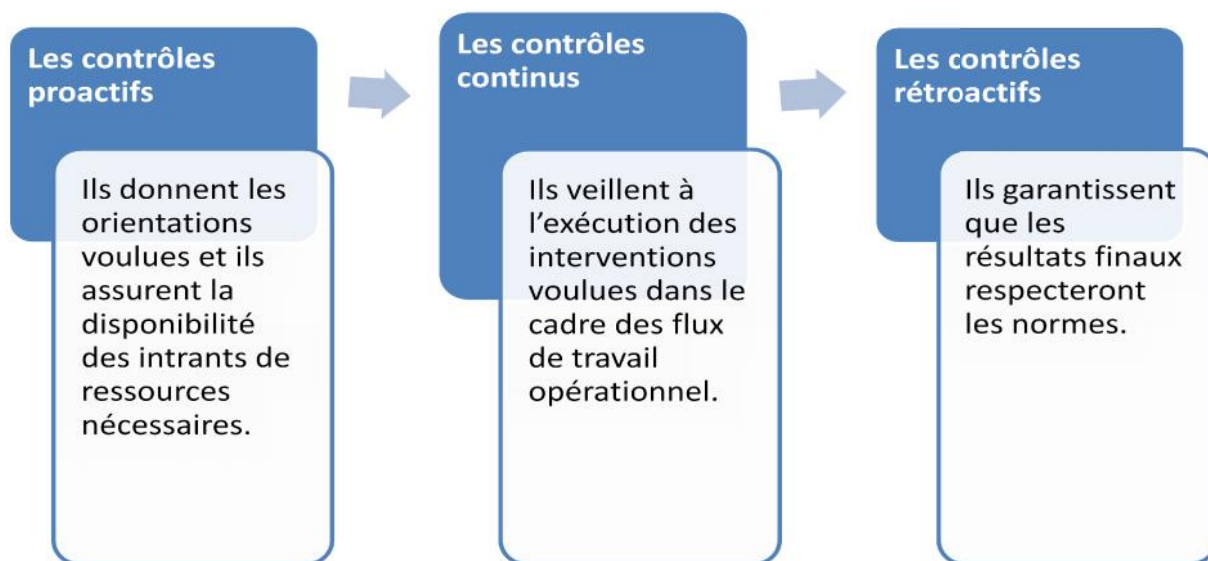 Les contrôles
proactifs
Ils donnent les
orientations
voulues et ils
assurent la
disponibilité
des intrants de
ressources
nécessaires.
Les contrôles
continus
Ils veillent à
l'exécution des
interventions
voulues dans le
cadre des flux
de travail
opérationnel.
Les contrôles
rétroactifs
Ils garantissent
que les
résultats finaux
respecteront
les normes.